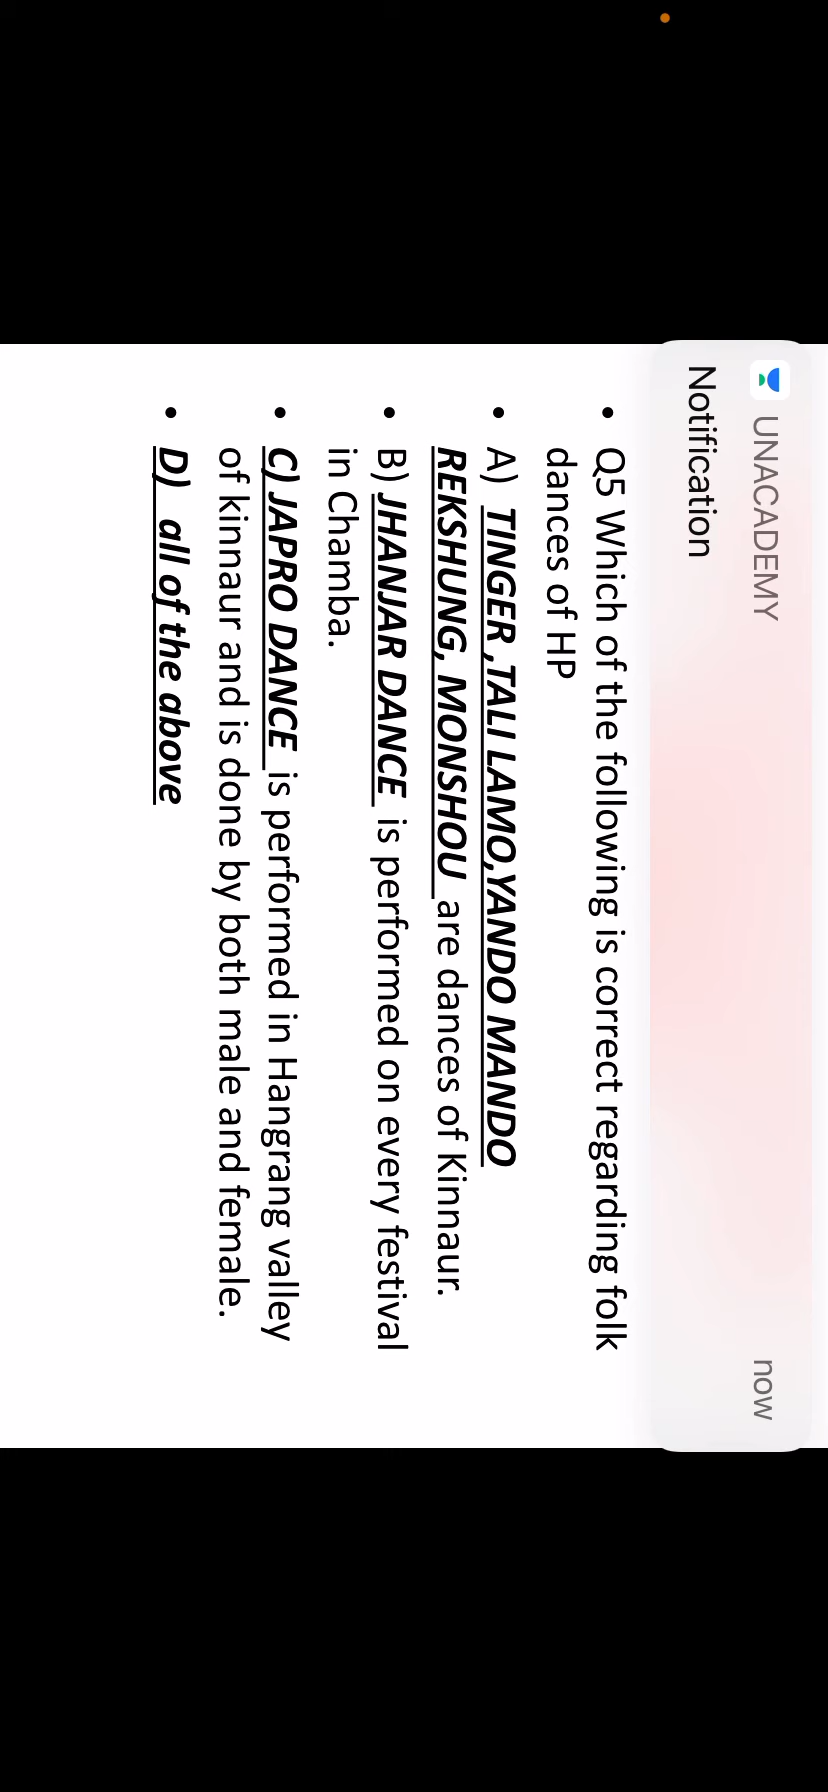 UNACADEMY now
Notification
• Q5 Which of the following is correct regarding folk
dances of HP
• A) TINGER ,TALI LAMO,YANDO MANDO
REKSHUNG, MONSHOU are dances of Kinnaur.
• B) JHANJAR DANCE is performed on every festival
in Chamba.
• C) JAPRO DANCE is performed in Hangrang valley
of kinnaur and is done by both male and female.
• D) all of the above